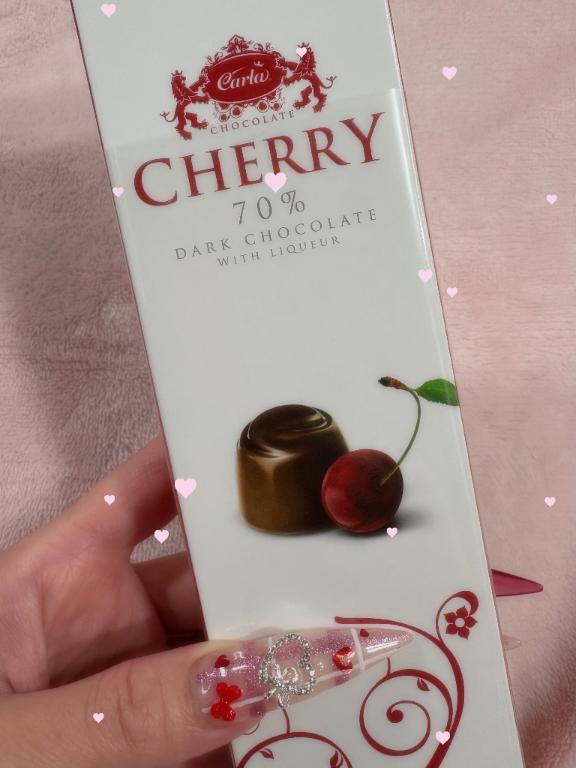 Carla
CHOCOLATE
CHERRY
70%
DARK CHOCOLATE
WITH LIQUEUR